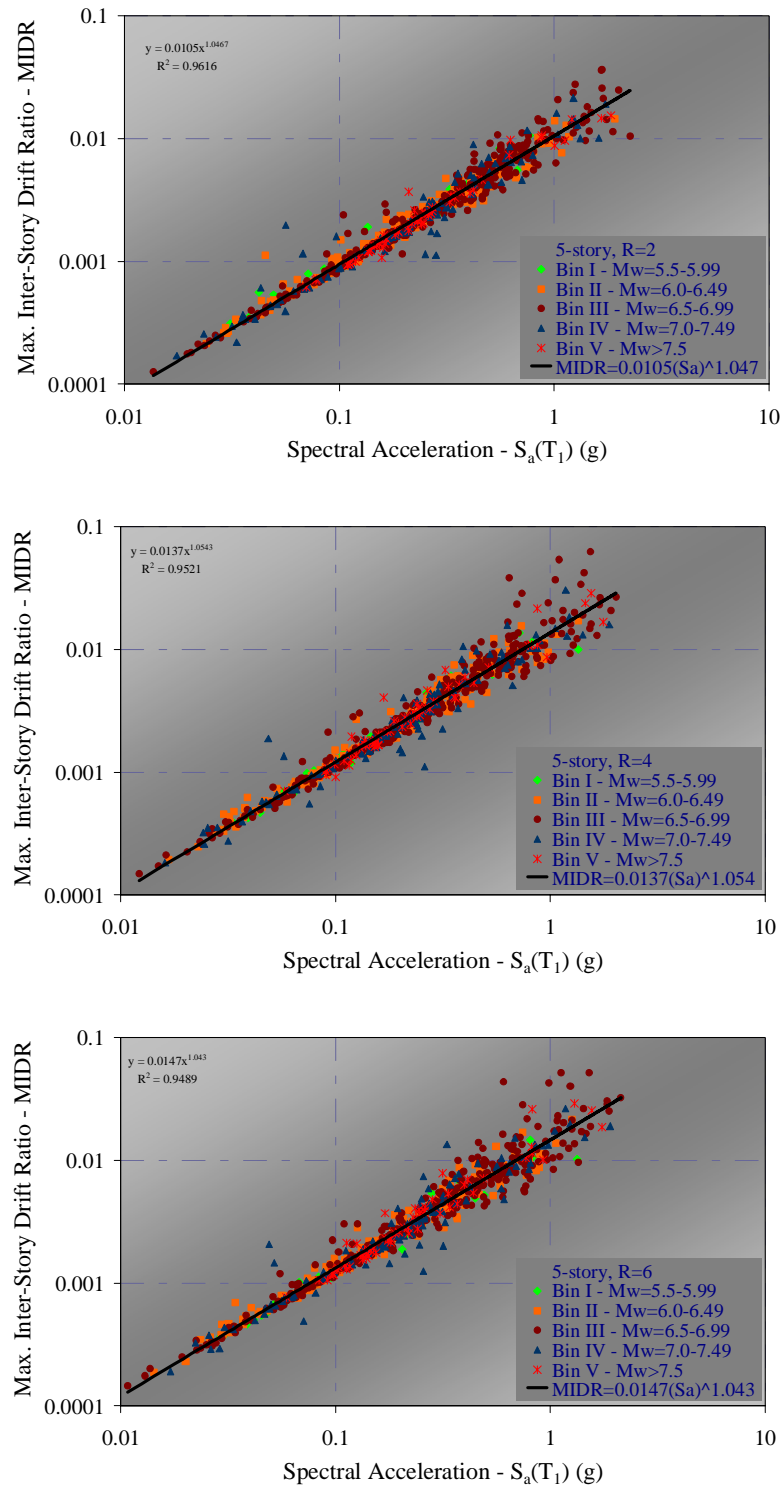 0.1
y = 0.0105x^1.0467
R² = 0.9616
0.01
0.001
0.0001
Max. Inter-Story Drift Ratio - MIDR
5-story, R=2
Bin I - Mw=5.5-5.99
Bin II - Mw=6.0-6.49
Bin III - Mw=6.5-6.99
Bin IV - Mw=7.0-7.49
Bin V - Mw>7.5
MIDR=0.0105(Sa)^1.047
0.01 0.1 1 10
Spectral Acceleration - Sa(T1) (g)
0.1
y = 0.0137x^1.0543
R² = 0.9521
0.01
0.001
0.0001
Max. Inter-Story Drift Ratio - MIDR
5-story, R=4
Bin I - Mw=5.5-5.99
Bin II - Mw=6.0-6.49
Bin III - Mw=6.5-6.99
Bin IV - Mw=7.0-7.49
Bin V - Mw>7.5
MIDR=0.0137(Sa)^1.054
0.01 0.1 1 10
Spectral Acceleration - Sa(T1) (g)
0.1
y = 0.0147x^1.043
R² = 0.9489
0.01
0.001
0.0001
Max. Inter-Story Drift Ratio - MIDR
5-story, R=6
Bin I - Mw=5.5-5.99
Bin II - Mw=6.0-6.49
Bin III - Mw=6.5-6.99
Bin IV - Mw=7.0-7.49
Bin V - Mw>7.5
MIDR=0.0147(Sa)^1.043
0.01 0.1 1 10
Spectral Acceleration - Sa(T1) (g)